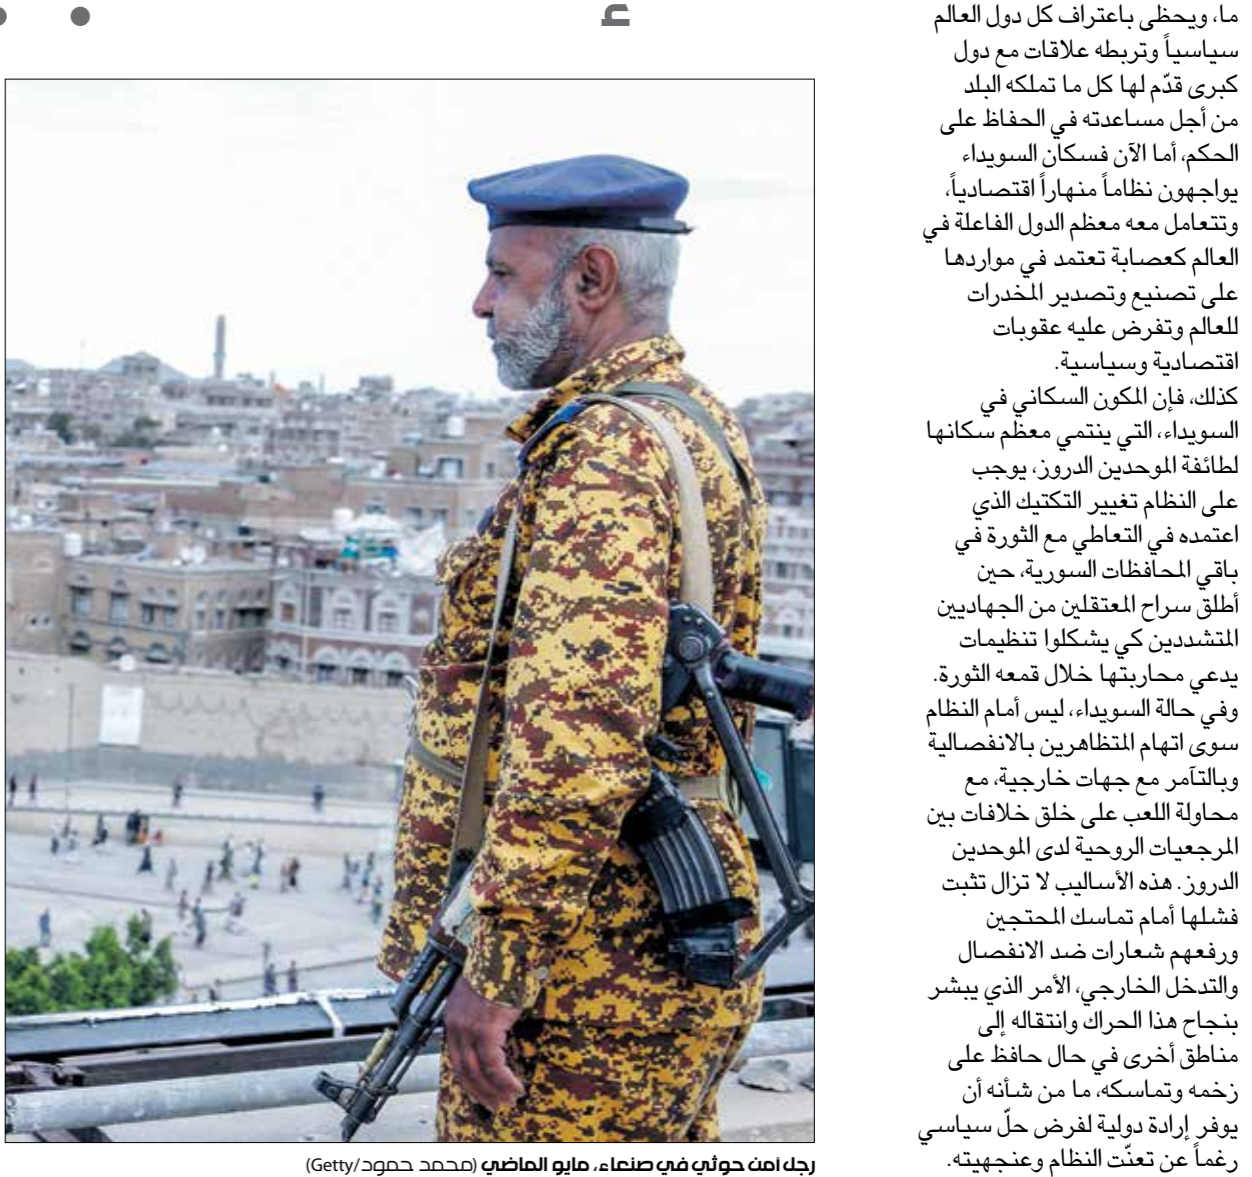 ما، ويحظى باعتراف كل دول العالم
سياسياً وتربطه علاقات مع دول
كبرى قدّم لها كل ما تملكه البلد
من أجل مساعدته في الحفاظ على
الحكم، أما الآن فسكان السويداء
يواجهون نظاماً منهاراً اقتصادياً،
وتتعامل معه معظم الدول الفاعلة في
العالم كعصابة تعتمد في مواردها
على تصنيع وتصدير المخدرات
للعالم وتفرض عليه عقوبات
اقتصادية وسياسية.
كذلك، فإن المكون السكاني في
السويداء، التي ينتمي معظم سكانها
لطائفة الموحدين الدروز، يوجب
على النظام تغيير التكتيك الذي
اعتمده في التعاطي مع الثورة في
باقي المحافظات السورية، حين
أطلق سراح المعتقلين من الجهاديين
المتشددين كي يشكلوا تنظيمات
يدعي محاربتها خلال قمعه الثورة.
وفي حالة السويداء، ليس أمام النظام
سوى اتهام المتظاهرين بالانفصالية
وبالتآمر مع جهات خارجية، مع
محاولة اللعب على خلق خلافات بين
المرجعيات الروحية لدى الموحدين
الدروز. هذه الأساليب لا تزال تثبت
فشلها أمام تماسك المحتجين
ورفعهم شعارات ضد الانفصال
والتدخل الخارجي، الأمر الذي يبشر
بنجاح هذا الحراك وانتقاله إلى
مناطق أخرى في حال حافظ على
زخمه وتماسكه، ما من شأنه أن
يوفر إرادة دولية لفرض حلّ سياسي
رغماً عن تعنّت النظام وعنجهيته.
رجل أمن حوثي في صنعاء، مايو الماضي (محمد حمود/Getty)